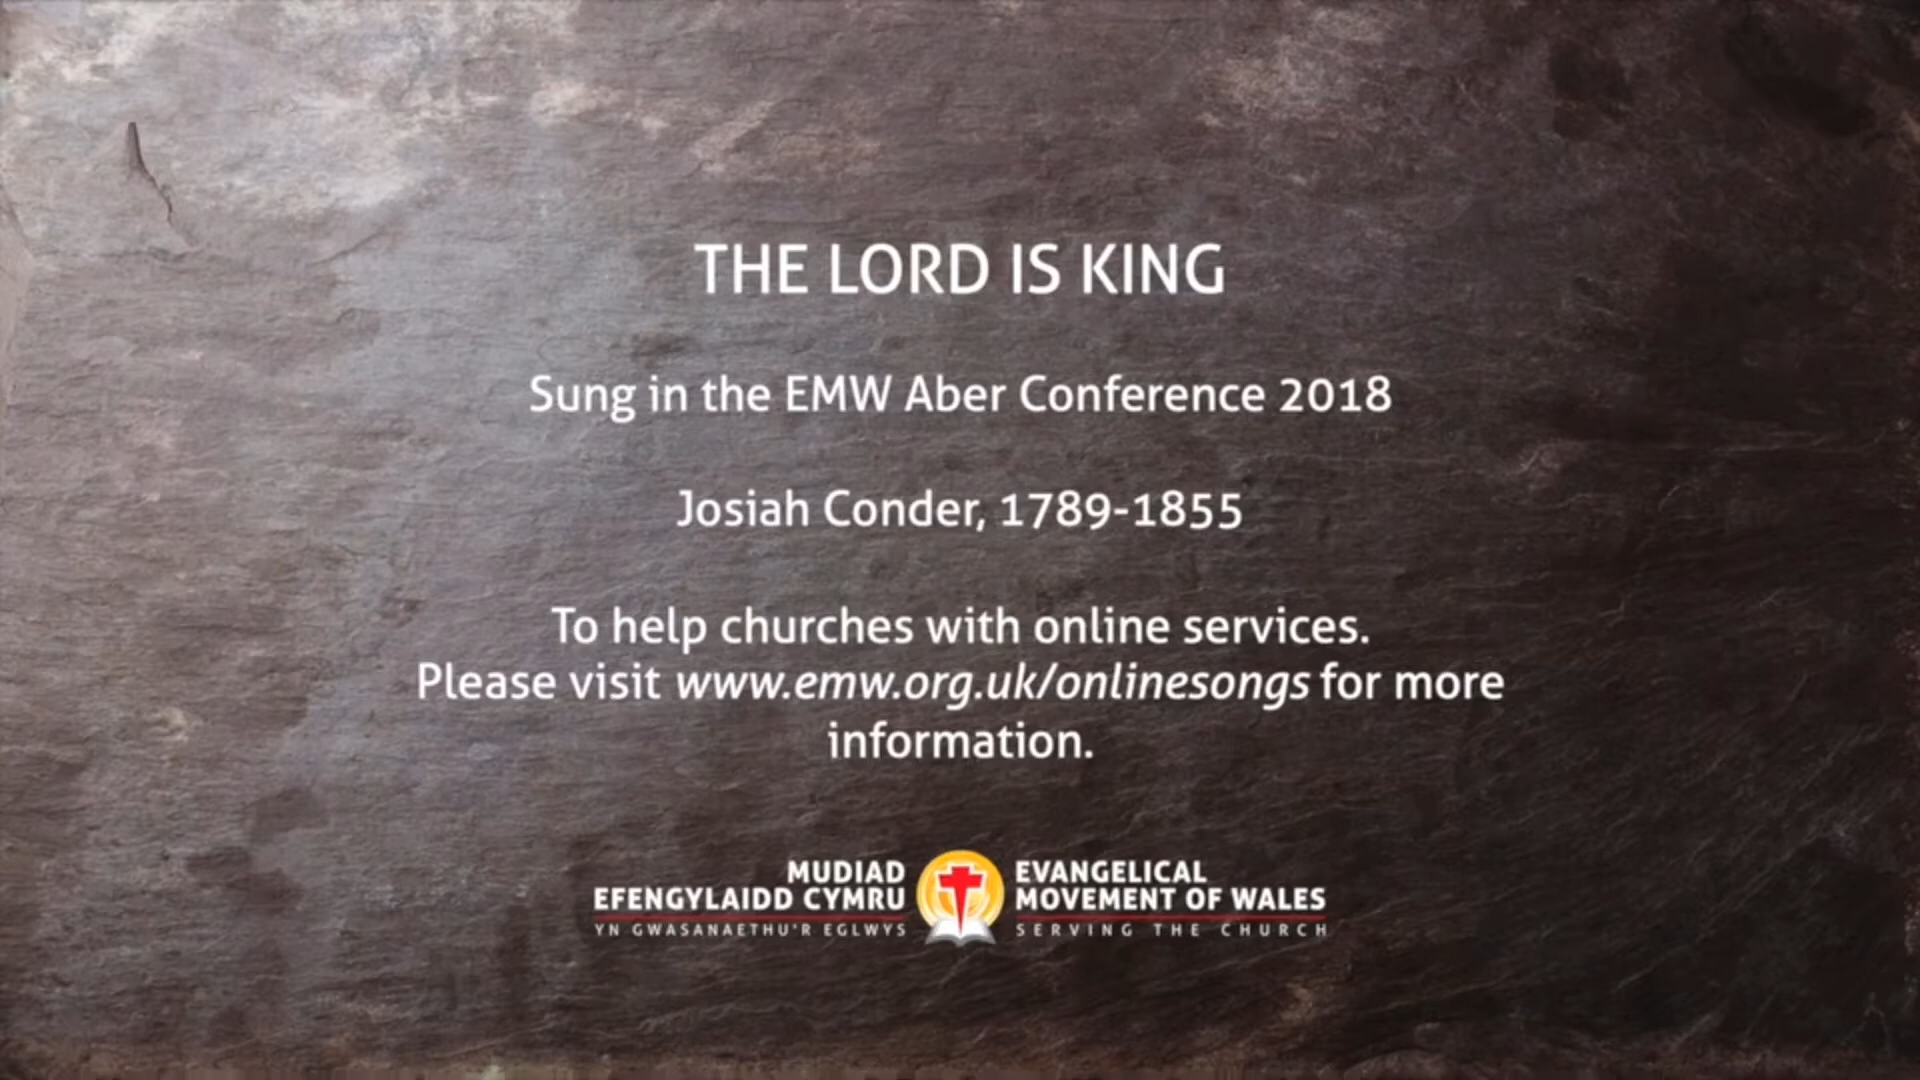 THE LORD IS KING
Sung in the EMW Aber Conference 2018
Josiah Conder, 1789-1855
To help churches with online services.
Please visit www.emw.org.uk/onlinesongs for more
information.
MUDIAD
EFENGYLAIDD CYMRU
YN GWASANAETHU'R EGLWYS
EVANGELICAL
MOVEMENT OF WALES
SERVING THE CHURCH